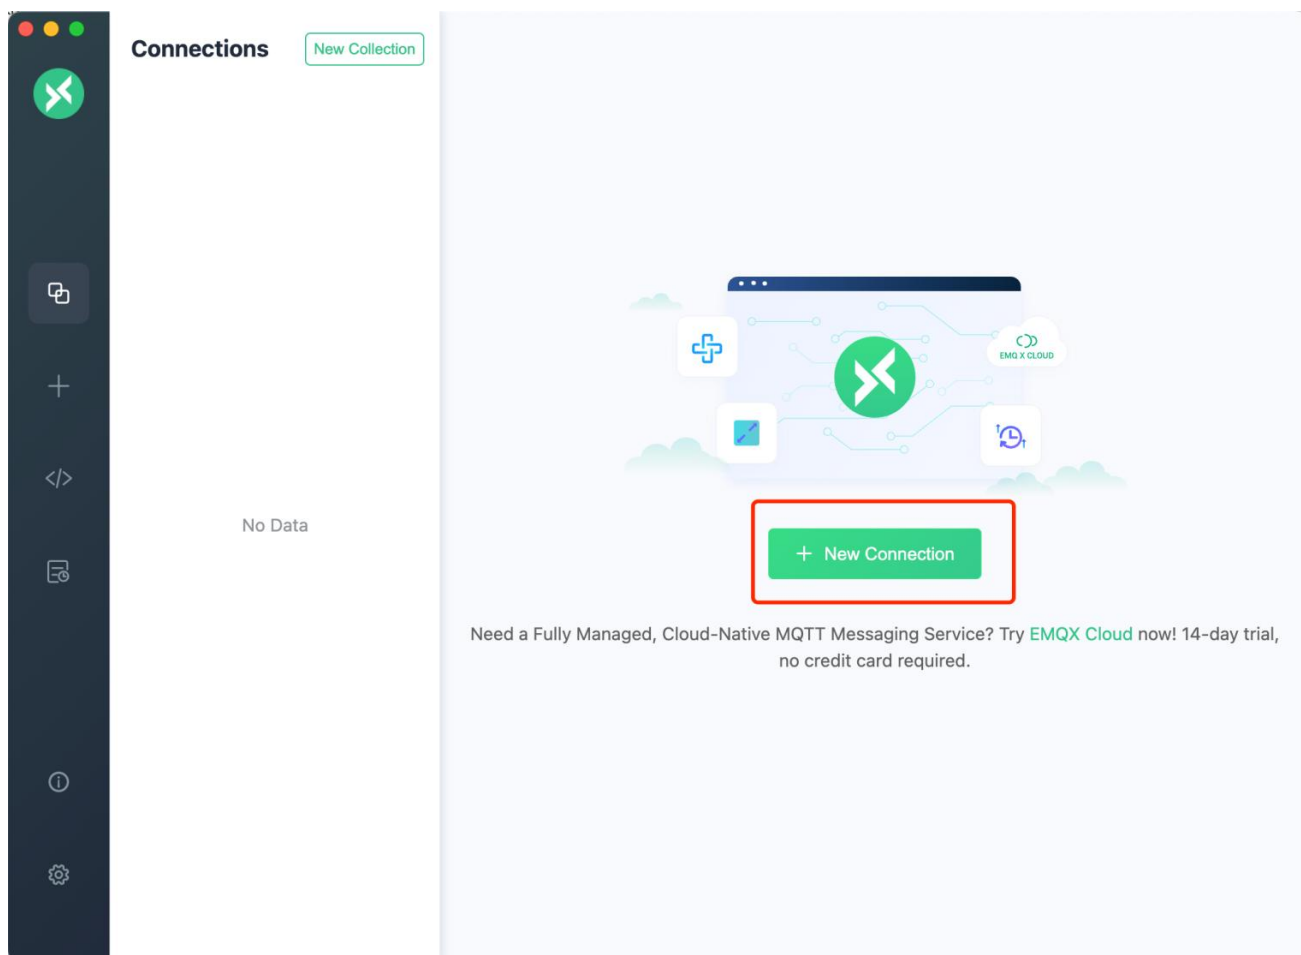 Connections
New Collection
No Data
EMQ X CLOUD
+ New Connection
Need a Fully Managed, Cloud-Native MQTT Messaging Service? Try EMQX Cloud now! 14-day trial,
no credit card required.